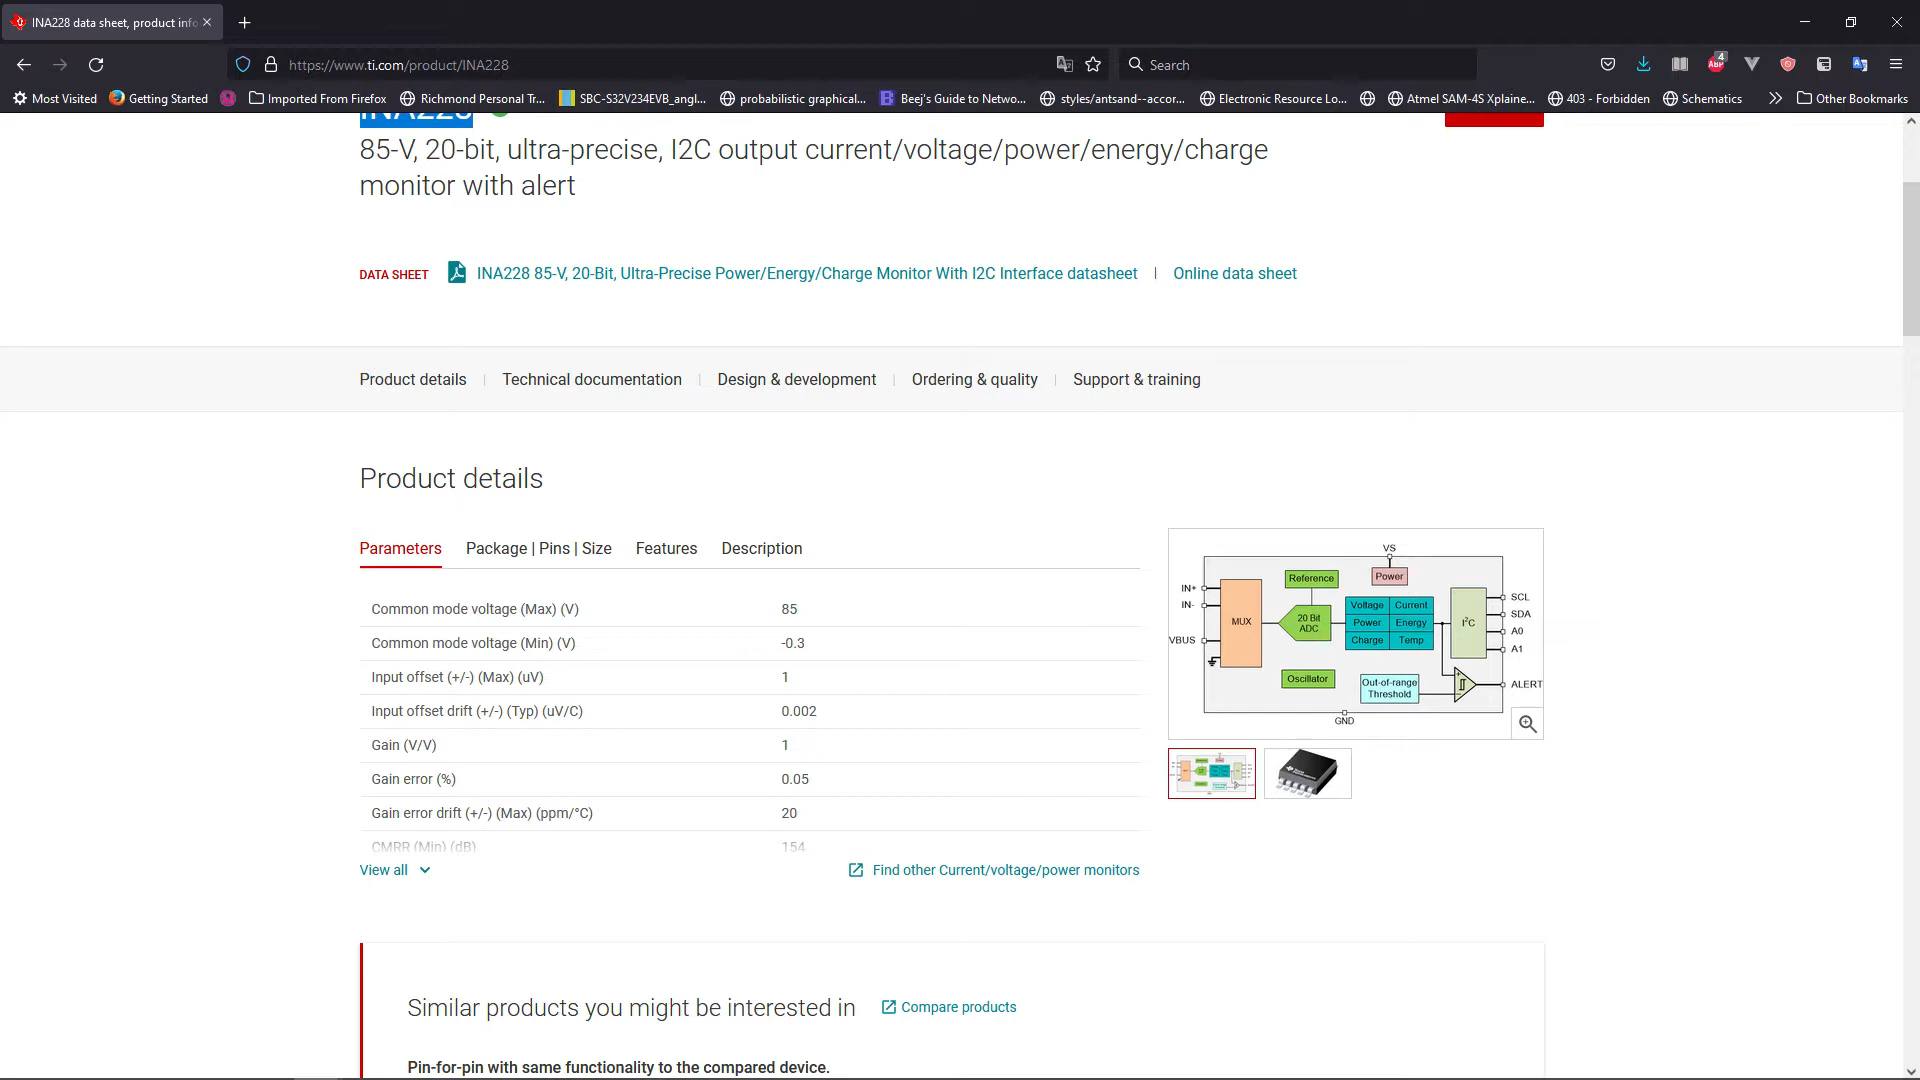 INA228 data sheet, product info
https://www.ti.com/product/INA228
Search
4
ABP
Most Visited
Getting Started
Imported From Firefox
Richmond Personal Tr...
SBC-S32V234EVB_angl...
probabilistic graphical...
Beej's Guide to Netwo...
styles/antsand--accor...
Electronic Resource Lo...
Atmel SAM-4S Xplaine...
403 - Forbidden
Schematics
Other Bookmarks
INA228
85-V, 20-bit, ultra-precise, I2C output current/voltage/power/energy/charge
monitor with alert
DATA SHEET
INA228 85-V, 20-Bit, Ultra-Precise Power/Energy/Charge Monitor With I2C Interface datasheet | Online data sheet
Product details | Technical documentation | Design & development | Ordering & quality | Support & training
Product details
Parameters Package | Pins | Size Features Description
Common mode voltage (Max) (V) 85
Common mode voltage (Min) (V) -0.3
Input offset (+/-) (Max) (uV) 1
Input offset drift (+/-) (Typ) (uV/C) 0.002
Gain (V/V) 1
Gain error (%) 0.05
Gain error drift (+/-) (Max) (ppm/°C) 20
CMRR (Min) (dB) 154
View all
Find other Current/voltage/power monitors
VS
Reference
Power
IN+
IN-
VBUS
MUX
20 Bit
ADC
Voltage Current
Power Energy
Charge Temp
I²C
SCL
SDA
A0
A1
Oscillator
Out-of-range
Threshold
ALERT
GND
Similar products you might be interested in
Compare products
Pin-for-pin with same functionality to the compared device.